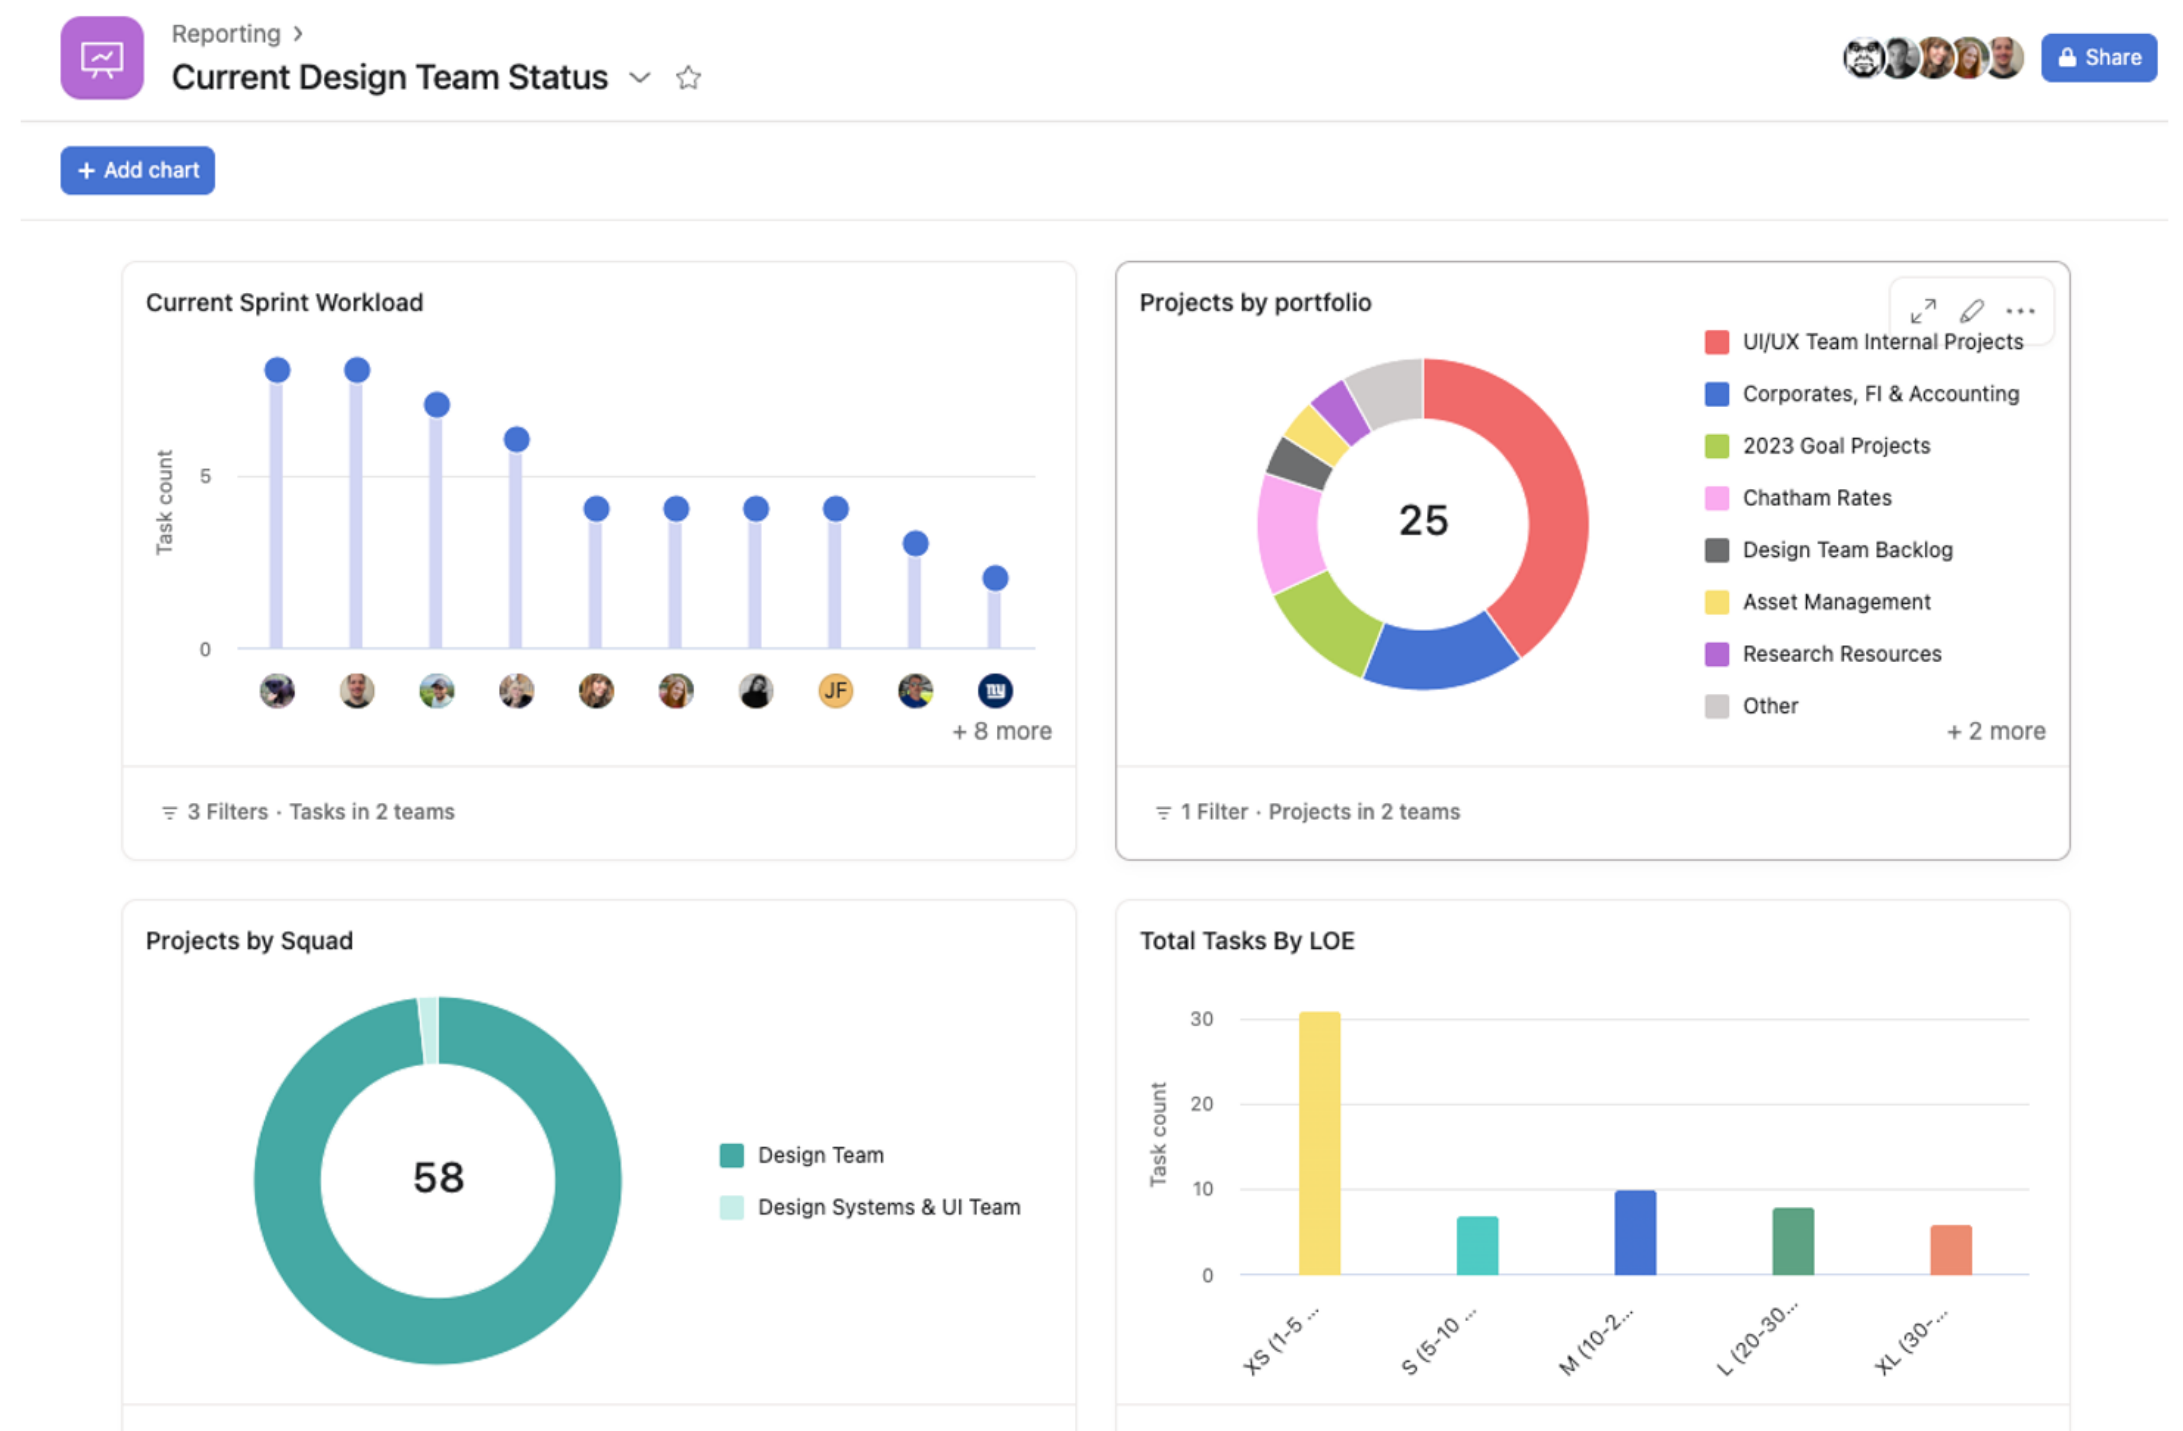 Reporting >
Current Design Team Status
Share
+ Add chart
Current Sprint Workload
Task count
5
0
JF
ny
+ 8 more
3 Filters · Tasks in 2 teams
Projects by portfolio
25
UI/UX Team Internal Projects
Corporates, FI & Accounting
2023 Goal Projects
Chatham Rates
Design Team Backlog
Asset Management
Research Resources
Other
+ 2 more
1 Filter · Projects in 2 teams
Projects by Squad
58
Design Team
Design Systems & UI Team
Total Tasks By LOE
Task count
30
20
10
0
XS (1-5 ...
S (5-10 ...
M (10-2...
L (20-30...
XL (30-...